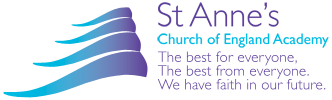 St Anne's
Church of England Academy
The best for everyone,
The best from everyone.
We have faith in our future.